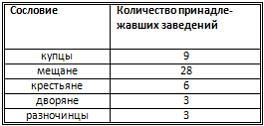 Сословие Количество принадле-
жавших заведений
купцы 9
мещане 28
крестьяне 6
дворяне 3
разночинцы 3